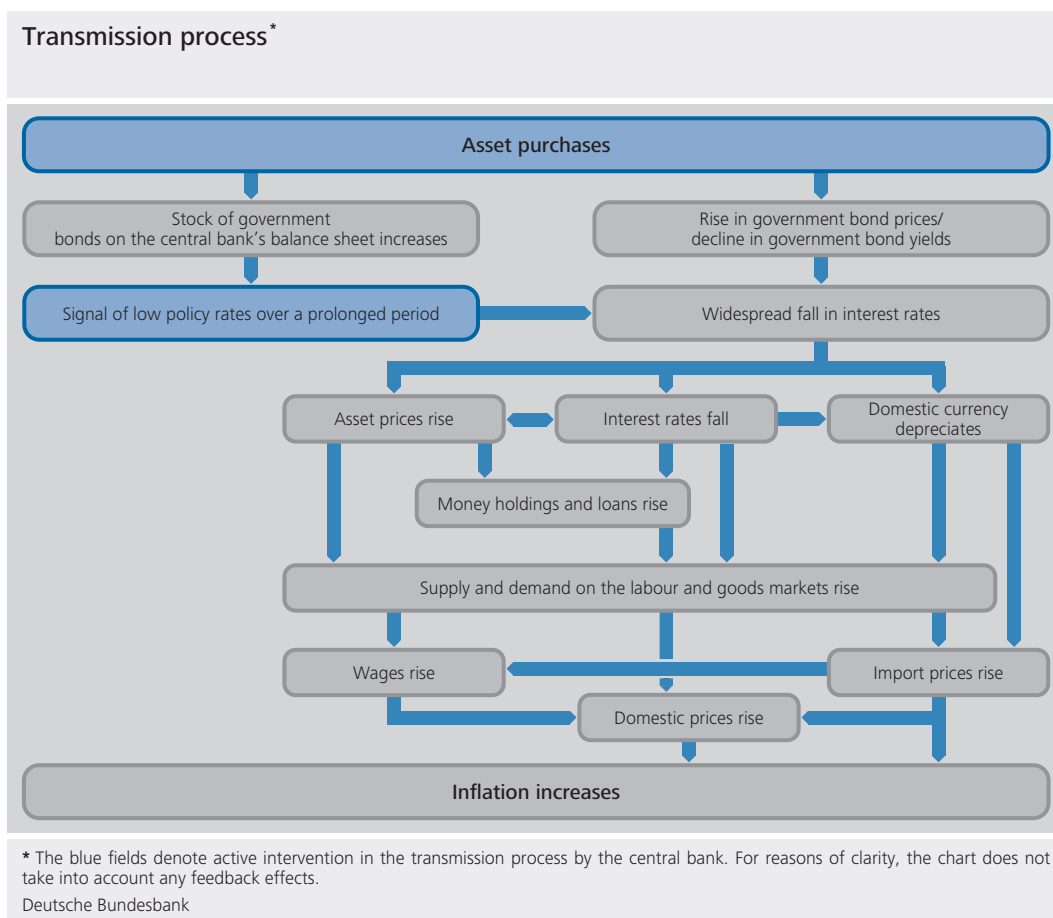 Transmission process*
Asset purchases
Stock of government
bonds on the central bank's balance sheet increases
Rise in government bond prices/
decline in government bond yields
Signal of low policy rates over a prolonged period
Widespread fall in interest rates
Asset prices rise
Interest rates fall
Domestic currency
depreciates
Money holdings and loans rise
Supply and demand on the labour and goods markets rise
Wages rise
Import prices rise
Domestic prices rise
Inflation increases
* The blue fields denote active intervention in the transmission process by the central bank. For reasons of clarity, the chart does not
take into account any feedback effects.
Deutsche Bundesbank